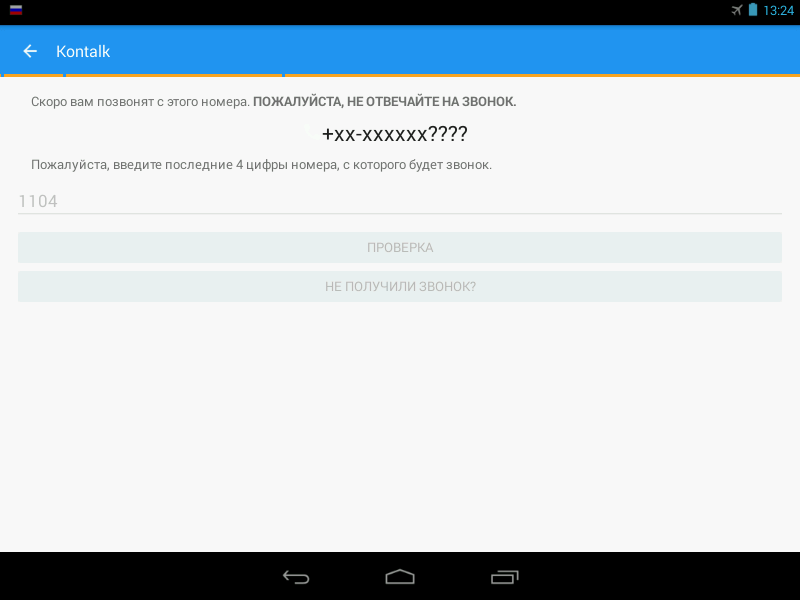 13:24
Kontalk
Скоро вам позвонят с этого номера. ПОЖАЛУЙСТА, НЕ ОТВЕЧАЙТЕ НА ЗВОНОК.
+xx-xxxxxx????
Пожалуйста, введите последние 4 цифры номера, с которого будет звонок.
1104
ПРОВЕРКА
НЕ ПОЛУЧИЛИ ЗВОНОК?